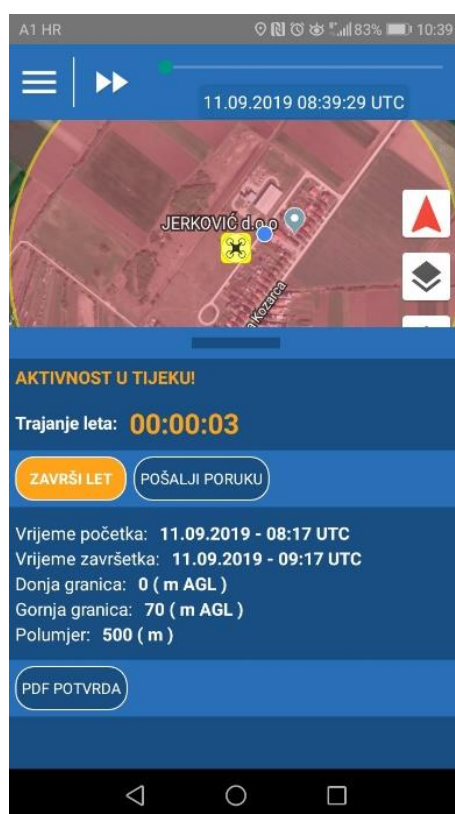 A1 HR 83% 10:39
11.09.2019 08:39:29 UTC
JERKOVIĆ d.o.o
Kozarca
AKTIVNOST U TIJEKU!
Trajanje leta: 00:00:03
ZAVRŠI LET POŠALJI PORUKU
Vrijeme početka: 11.09.2019 - 08:17 UTC
Vrijeme završetka: 11.09.2019 - 09:17 UTC
Donja granica: 0 ( m AGL )
Gornja granica: 70 ( m AGL )
Polumjer: 500 ( m )
PDF POTVRDA